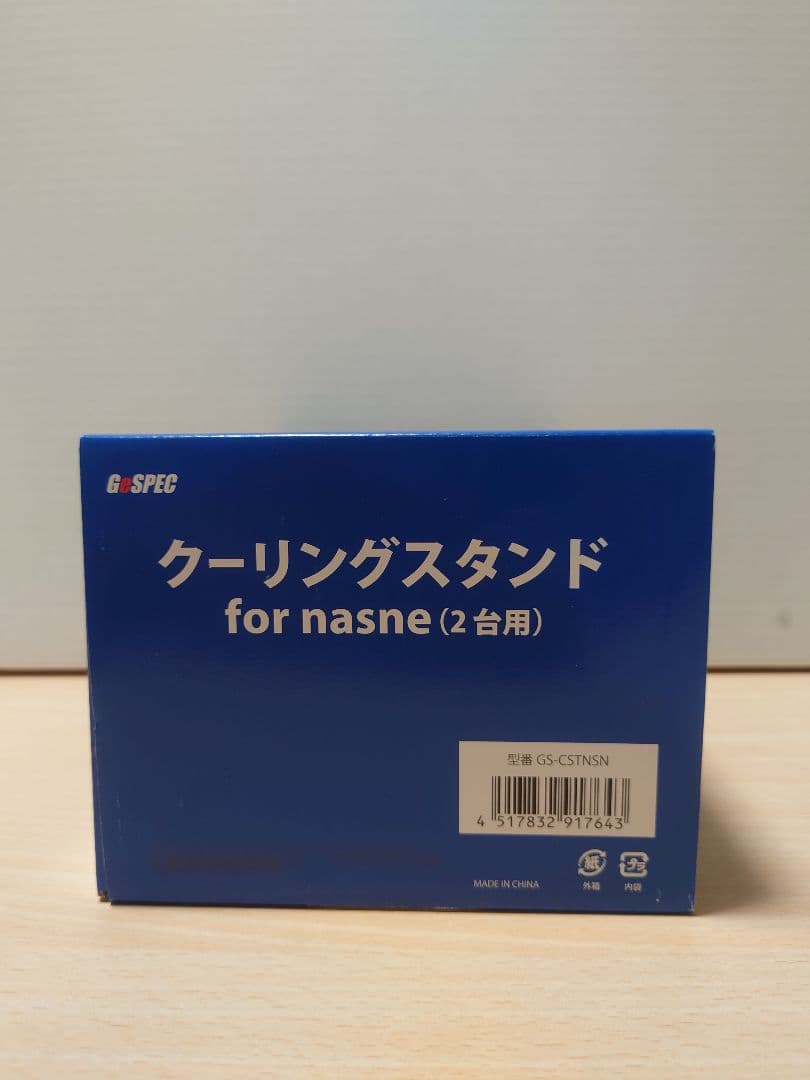 GeSPEC
クーリングスタンド
for nasne（2台用）
型番 GS-CSTNSN
4 517832 917643
MADE IN CHINA
紙
外箱
プラ
内袋